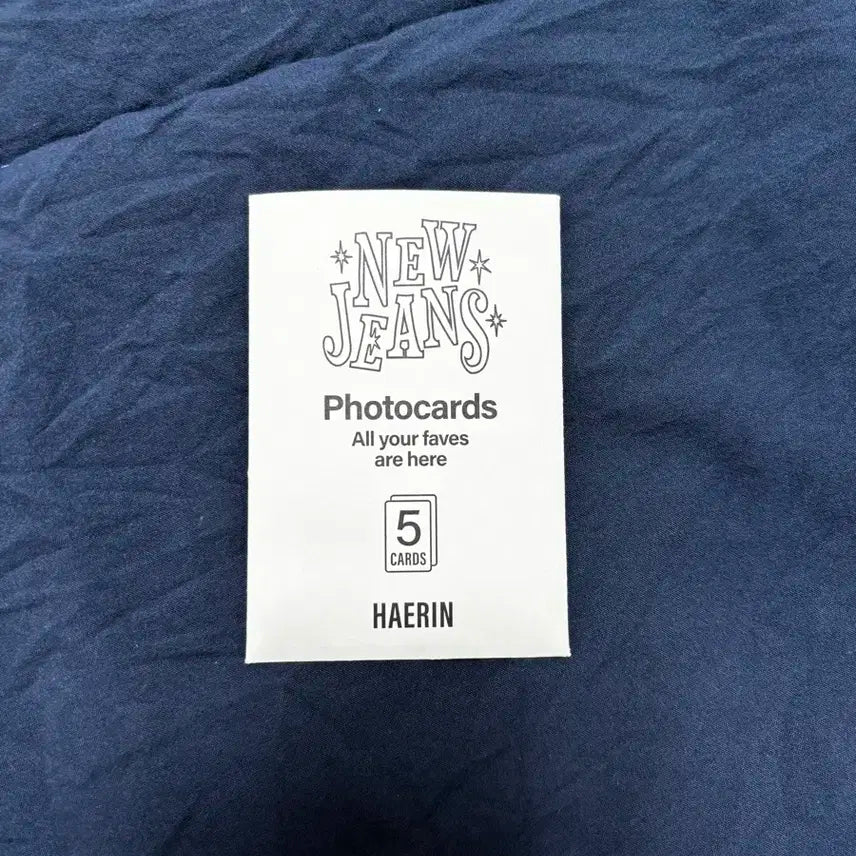 NEW
JEANS
Photocards
All your faves
are here
5
CARDS
HAERIN